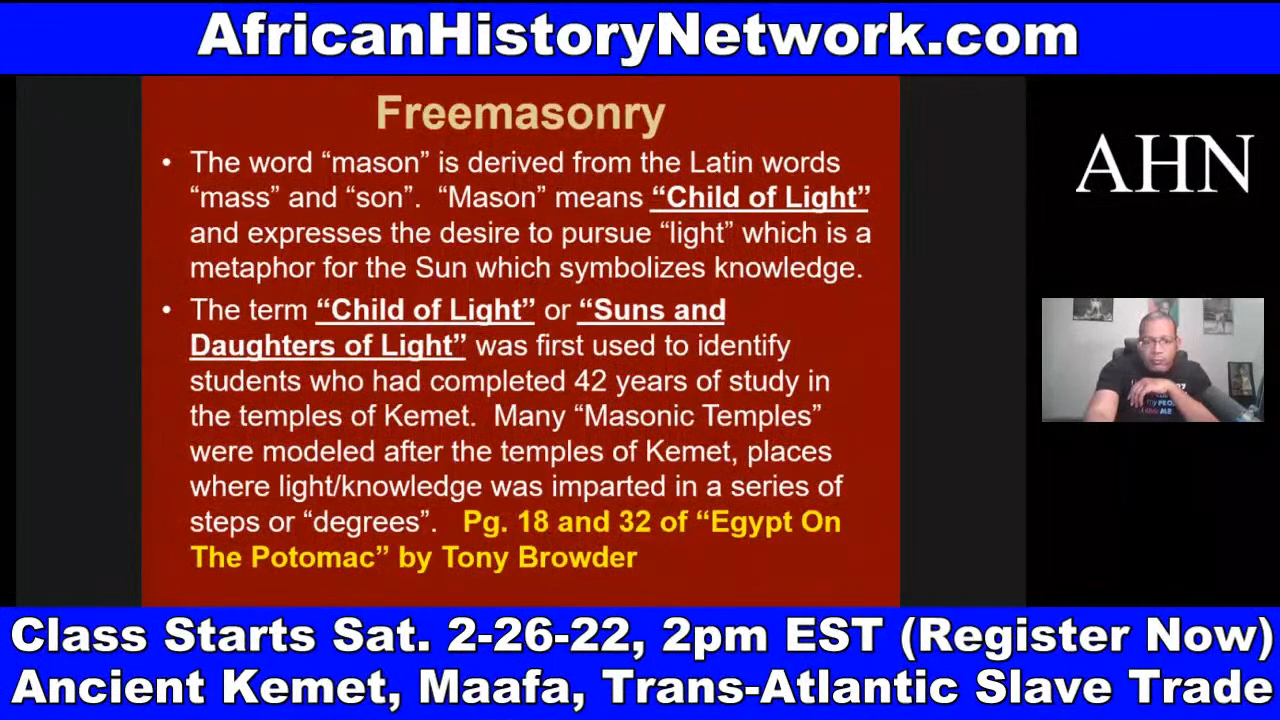 AfricanHistoryNetwork.com
Freemasonry
• The word “mason” is derived from the Latin words
“mass” and “son”. “Mason” means “Child of Light”
and expresses the desire to pursue “light” which is a
metaphor for the Sun which symbolizes knowledge.
• The term “Child of Light” or “Suns and
Daughters of Light” was first used to identify
students who had completed 42 years of study in
the temples of Kemet. Many “Masonic Temples”
were modeled after the temples of Kemet, places
where light/knowledge was imparted in a series of
steps or “degrees”. Pg. 18 and 32 of “Egypt On
The Potomac” by Tony Browder
AHN
Class Starts Sat. 2-26-22, 2pm EST (Register Now)
Ancient Kemet, Maafa, Trans-Atlantic Slave Trade